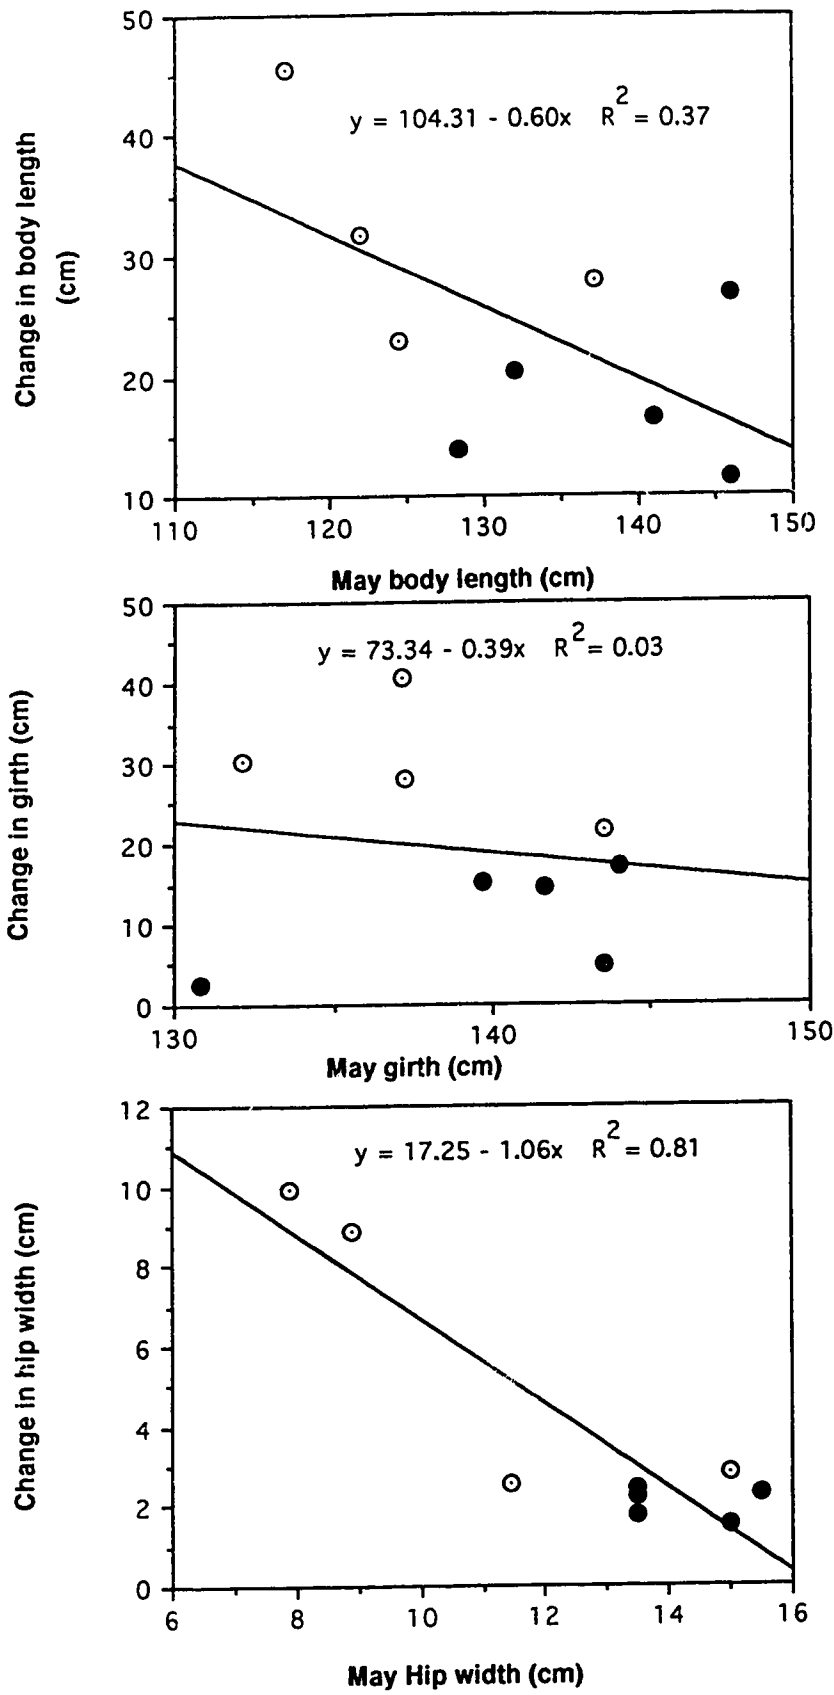 50
y = 104.31 - 0.60x R2 = 0.37
40
30
20
10
110 120 130 140 150
Change in body length
(cm)
May body length (cm)
50
y = 73.34 - 0.39x R2 = 0.03
40
30
20
10
0
130 140 150
Change in girth (cm)
May girth (cm)
12
y = 17.25 - 1.06x R2 = 0.81
10
8
6
4
2
0
6 8 10 12 14 16
Change in hip width (cm)
May Hip width (cm)